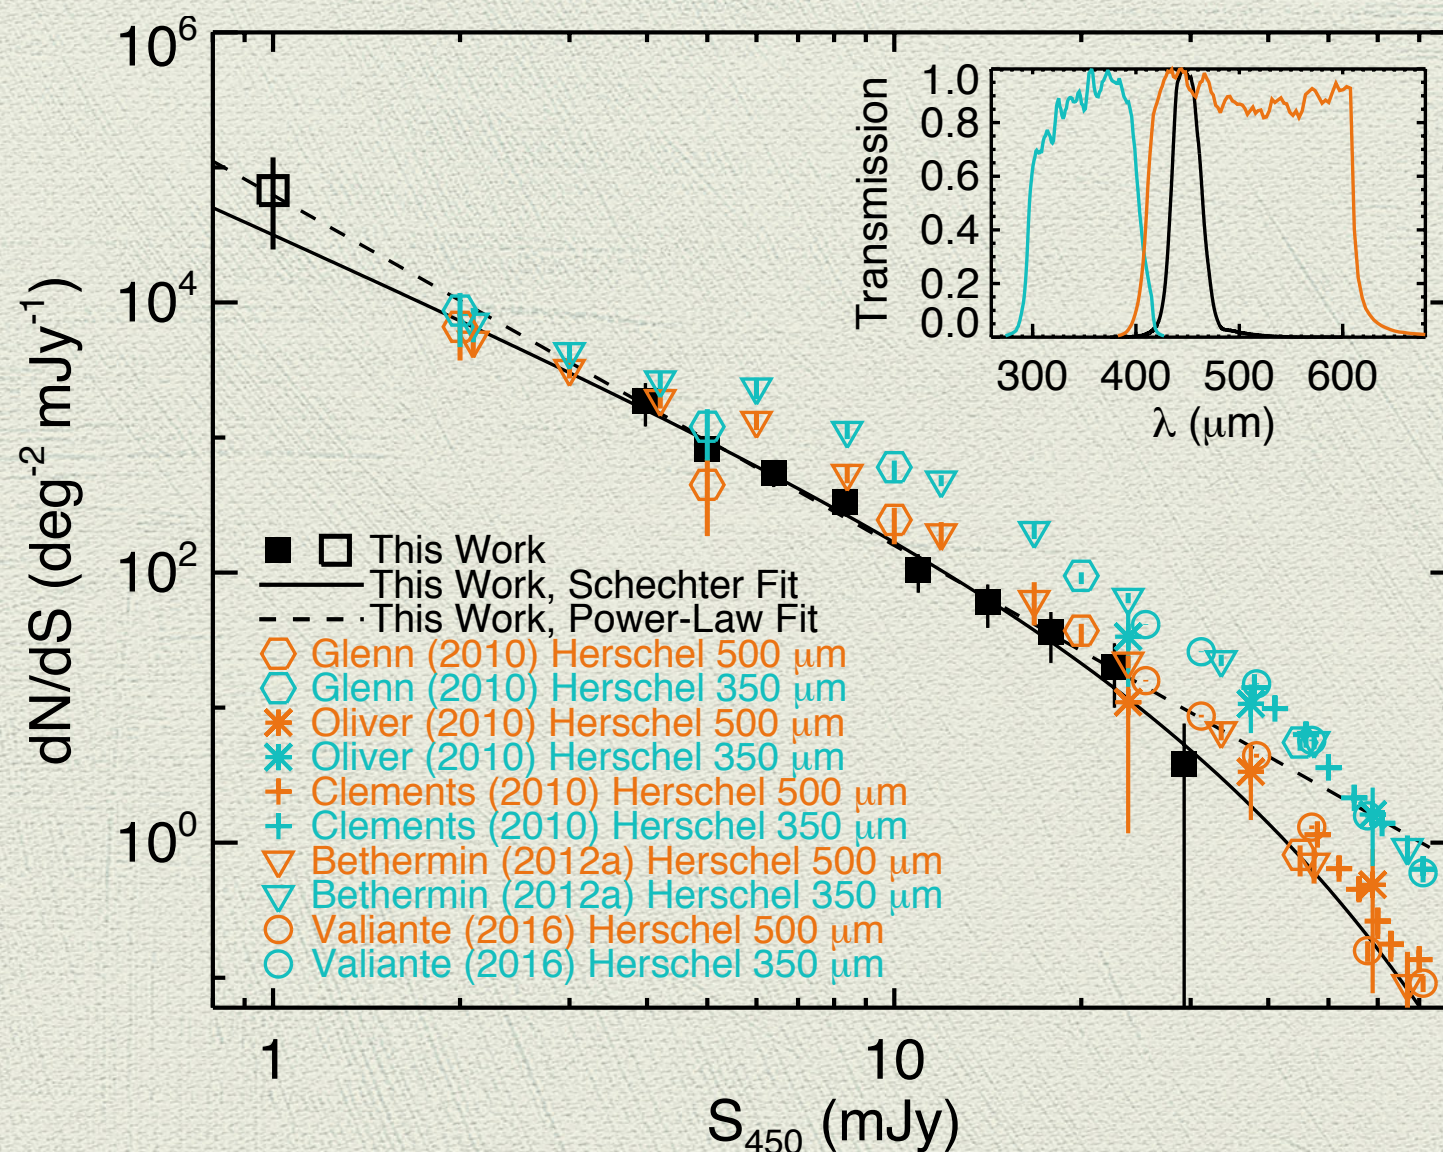 10^6
10^4
10^2
10^0
dN/dS (deg^-2 mJy^-1)
1.0
0.8
0.6
0.4
0.2
0.0
Transmission
300 400 500 600
λ (μm)
This Work
This Work, Schechter Fit
This Work, Power-Law Fit
Glenn (2010) Herschel 500 μm
Glenn (2010) Herschel 350 μm
Oliver (2010) Herschel 500 μm
Oliver (2010) Herschel 350 μm
Clements (2010) Herschel 500 μm
Clements (2010) Herschel 350 μm
Bethermin (2012a) Herschel 500 μm
Bethermin (2012a) Herschel 350 μm
Valiante (2016) Herschel 500 μm
Valiante (2016) Herschel 350 μm
1 10
S_450 (mJy)